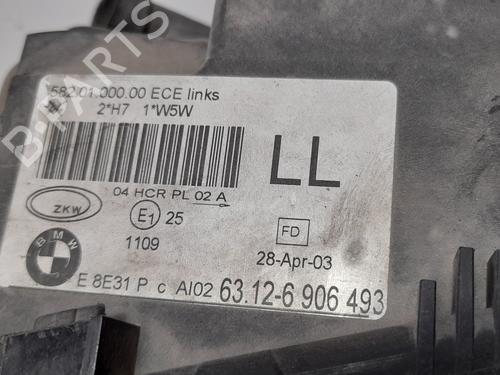 582.01.000.00 ECE links
2*H7 1*W5W
LL
04 HCR PL 02 A
ZKW
E1 25
1109
FD
28-Apr-03
BMW
E 8E31 P c AI02 63.12-6 906 493
B-PARTS